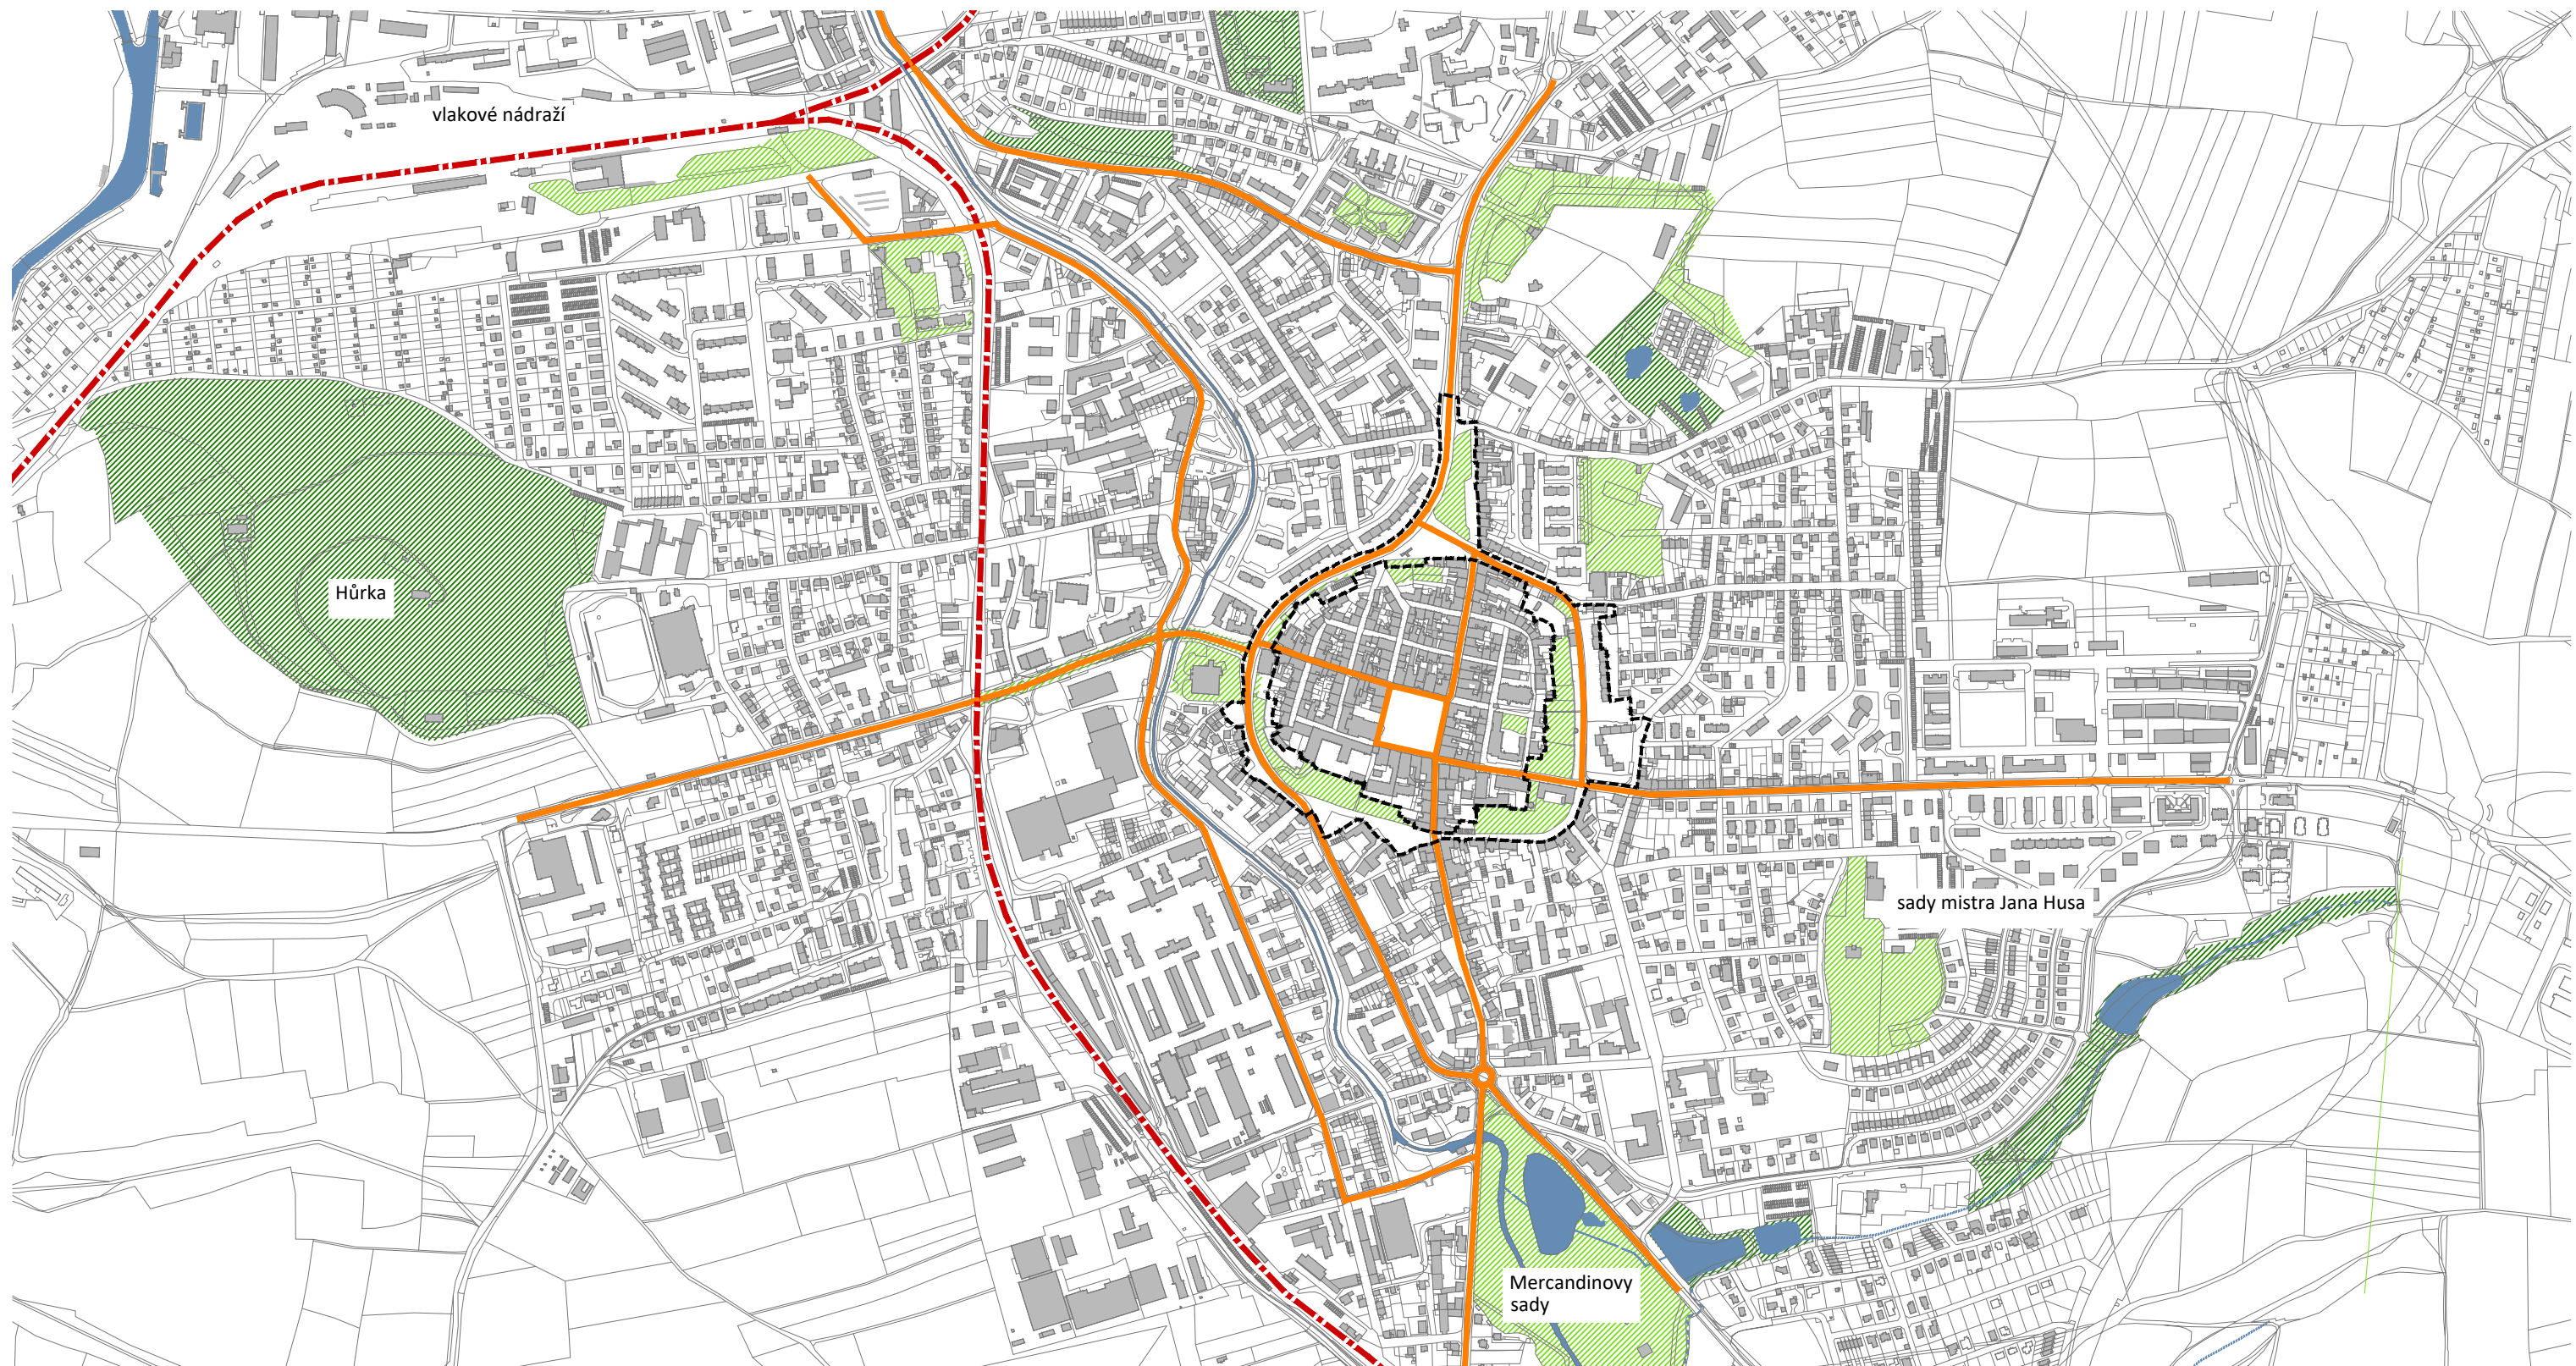 vlakové nádraží
Hůrka
sady mistra Jana Husa
Mercandinovy
sady